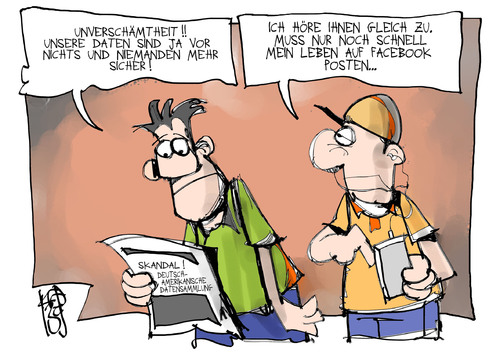 UNVERSCHÄMTHEIT!!
UNSERE DATEN SIND JA VOR
NICHTS UND NIEMANDEN MEHR
SICHER!
ICH HÖRE IHNEN GLEICH ZU.
MUSS NUR NOCH SCHNELL
MEIN LEBEN AUF FACEBOOK
POSTEN...
SKANDAL!
DEUTSCH-
AMERIKANISCHE
DATENSAMMLUNG